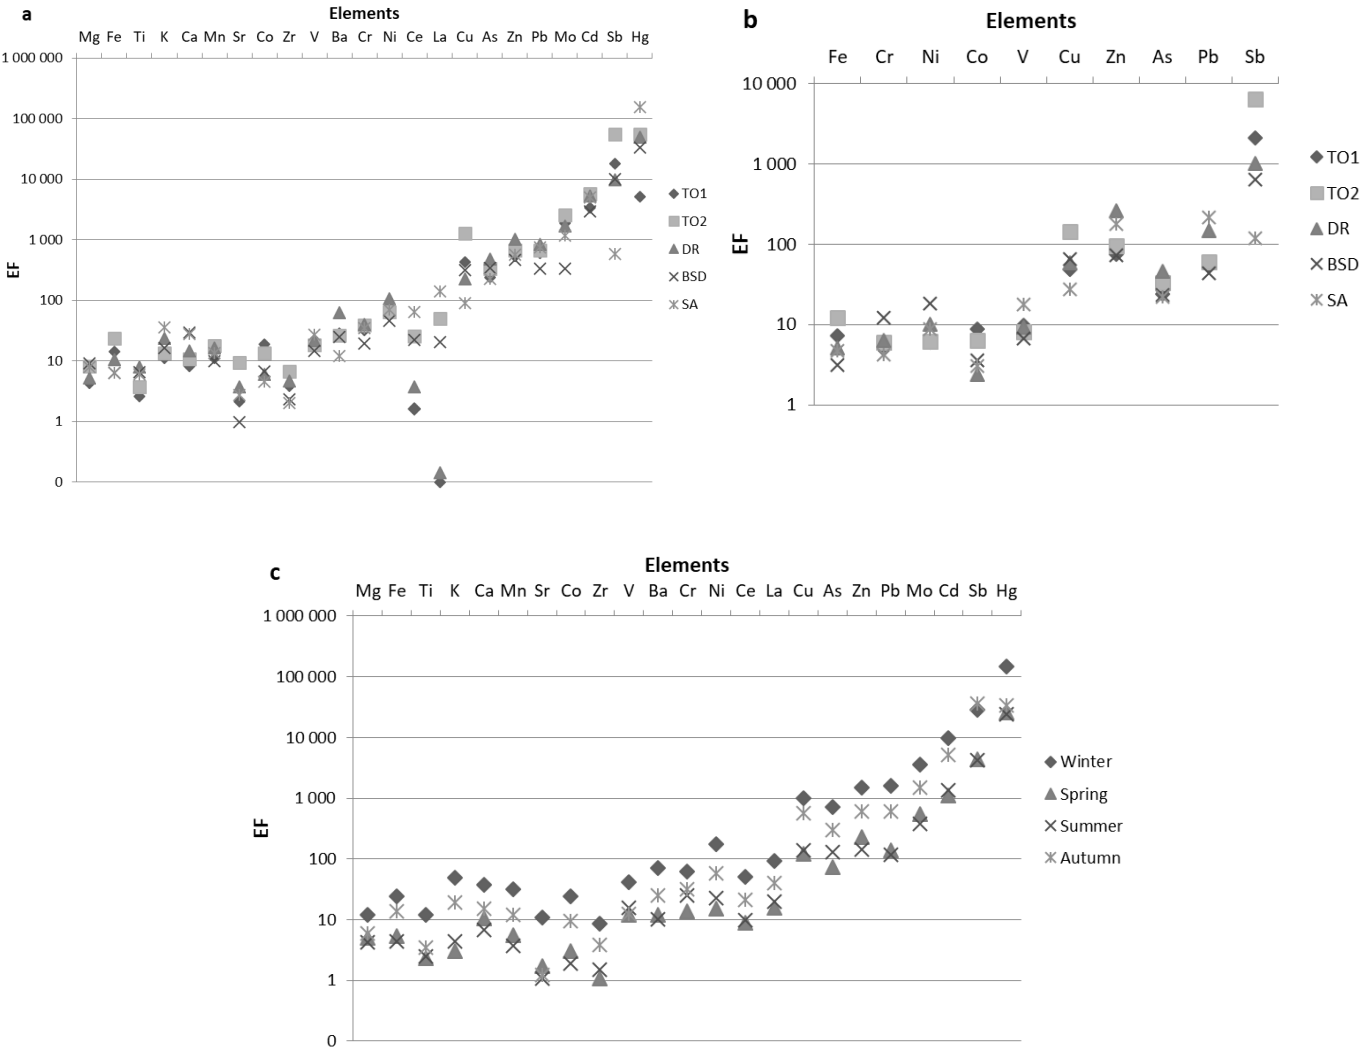 a
Elements
Mg Fe Ti K Ca Mn Sr Co Zr V Ba Cr Ni Ce La Cu As Zn Pb Mo Cd Sb Hg
1 000 000
100 000
10 000
1 000
100
10
1
0
EF
TO1
TO2
DR
BSD
SA
b
Elements
Fe Cr Ni Co V Cu Zn As Pb Sb
10 000
1 000
100
10
1
EF
TO1
TO2
DR
BSD
SA
c
Elements
Mg Fe Ti K Ca Mn Sr Co Zr V Ba Cr Ni Ce La Cu As Zn Pb Mo Cd Sb Hg
1 000 000
100 000
10 000
1 000
100
10
1
0
EF
Winter
Spring
Summer
Autumn